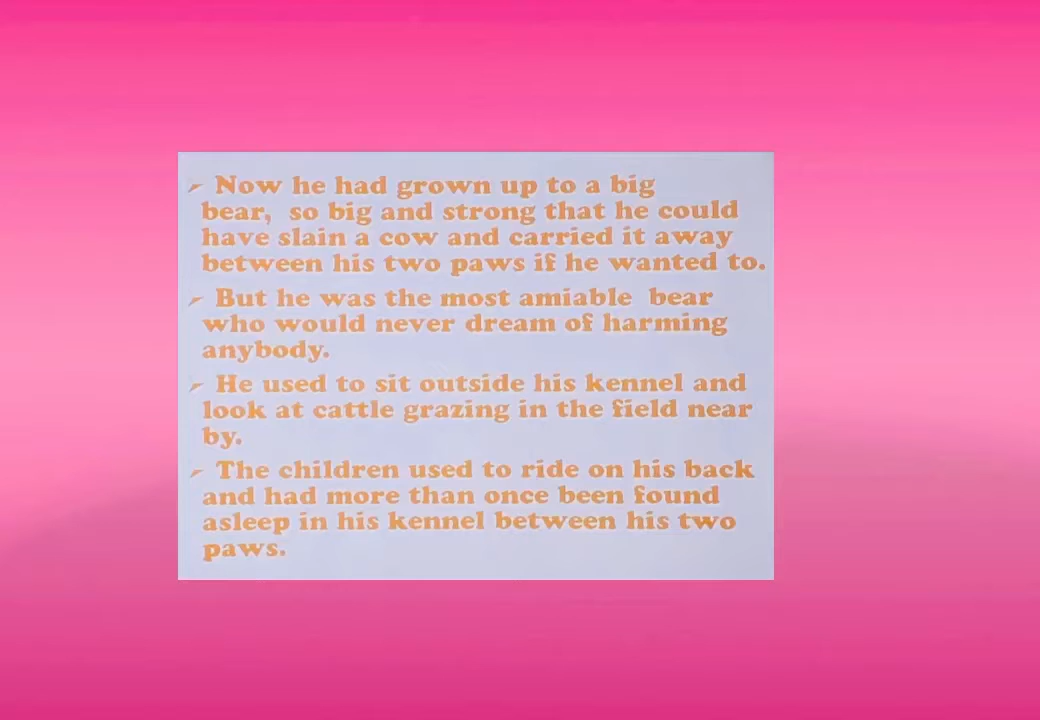 ➢ Now he had grown up to a big
bear, so big and strong that he could
have slain a cow and carried it away
between his two paws if he wanted to.
➢ But he was the most amiable bear
who would never dream of harming
anybody.
➢ He used to sit outside his kennel and
look at cattle grazing in the field near
by.
➢ The children used to ride on his back
and had more than once been found
asleep in his kennel between his two
paws.